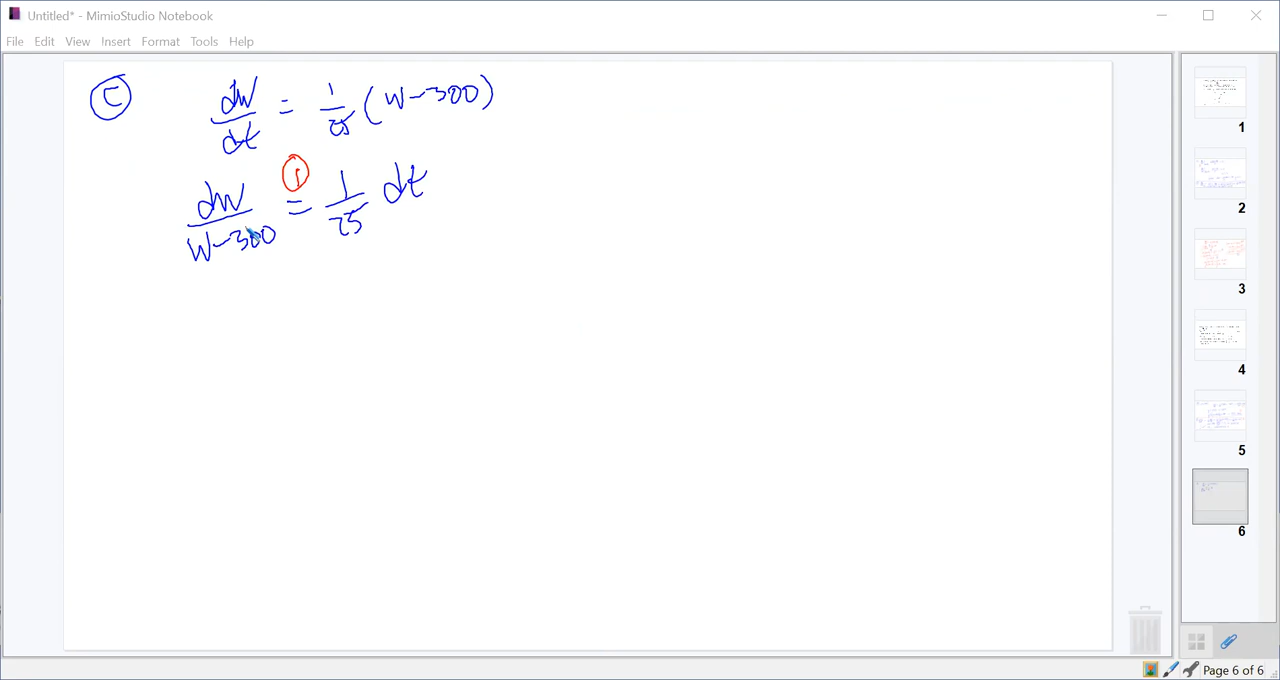 Untitled* - MimioStudio Notebook
File Edit View Insert Format Tools Help
C dW/dt = 1/25 (W-300)
1
dW/W-300 = 1/25 dt
1
2
3
4
5
6
Page 6 of 6